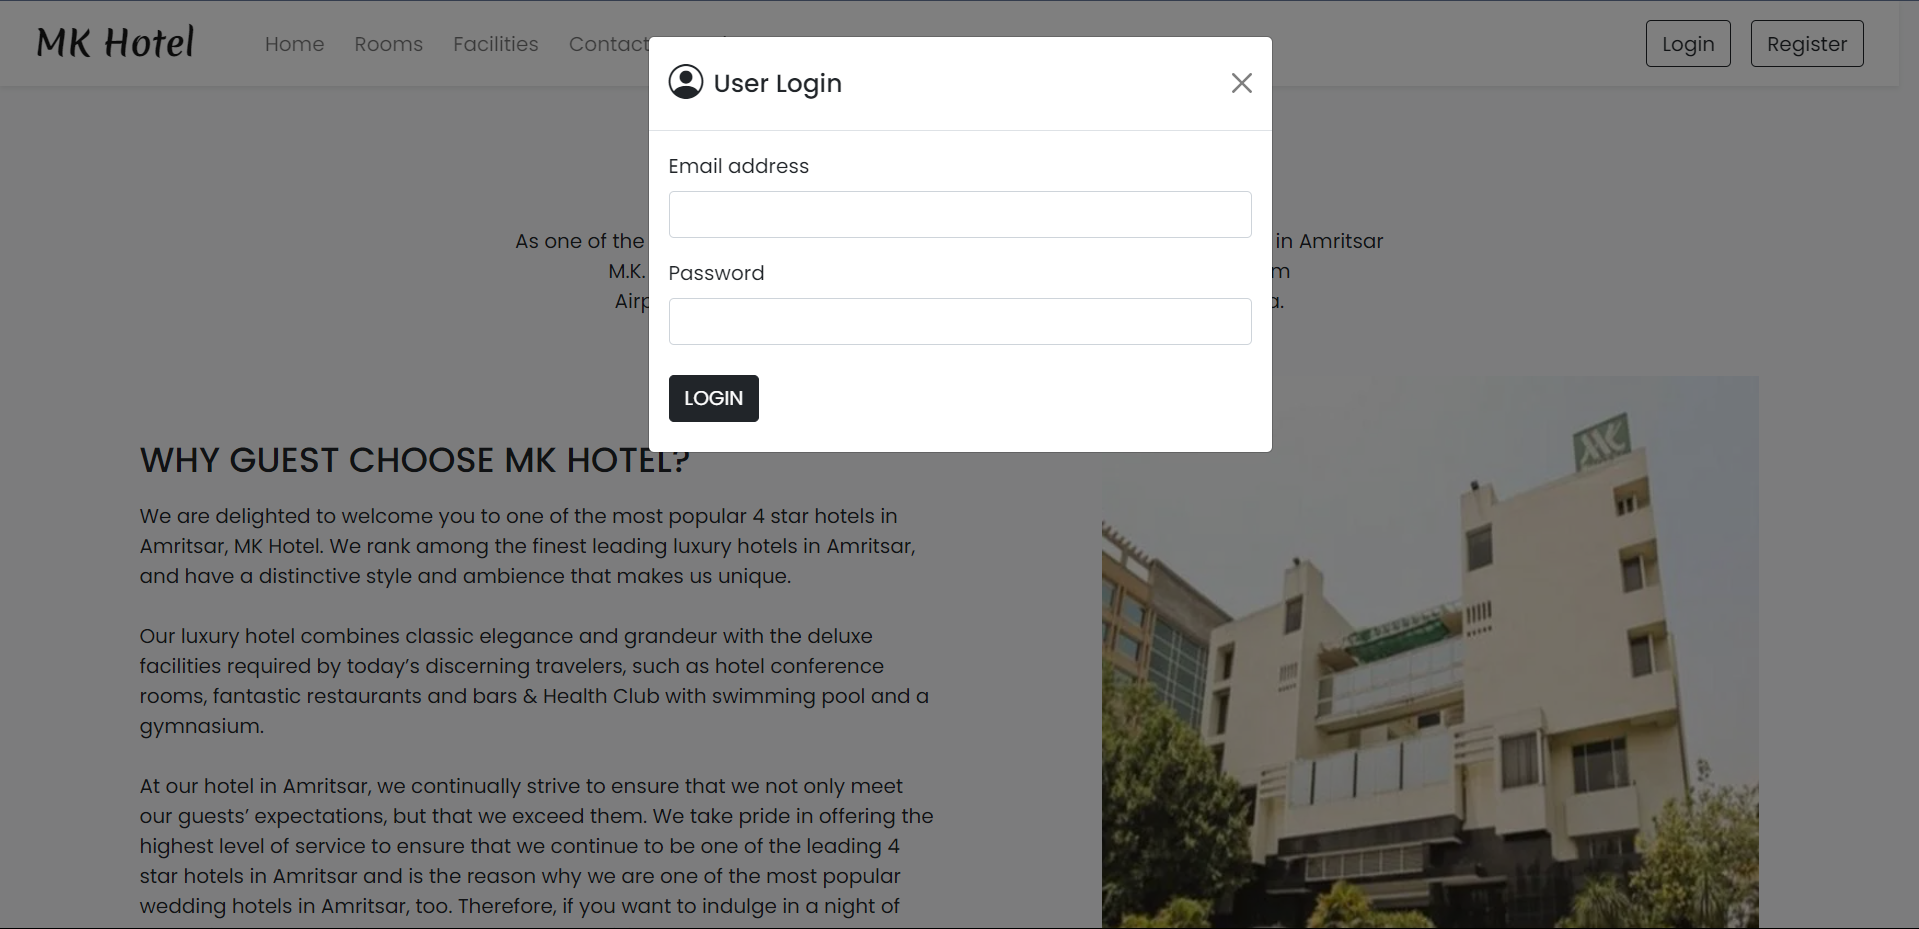 MK Hotel
Home Rooms Facilities Contact
Login Register
User Login
Email address
Password
LOGIN
As one of the in Amritsar
M.K.
WHY GUEST CHOOSE MK HOTEL?
We are delighted to welcome you to one of the most popular 4 star hotels in
Amritsar, MK Hotel. We rank among the finest leading luxury hotels in Amritsar,
and have a distinctive style and ambience that makes us unique.
Our luxury hotel combines classic elegance and grandeur with the deluxe
facilities required by today’s discerning travelers, such as hotel conference
rooms, fantastic restaurants and bars & Health Club with swimming pool and a
gymnasium.
At our hotel in Amritsar, we continually strive to ensure that we not only meet
our guests’ expectations, but that we exceed them. We take pride in offering the
highest level of service to ensure that we continue to be one of the leading 4
star hotels in Amritsar and is the reason why we are one of the most popular
wedding hotels in Amritsar, too. Therefore, if you want to indulge in a night of
MK